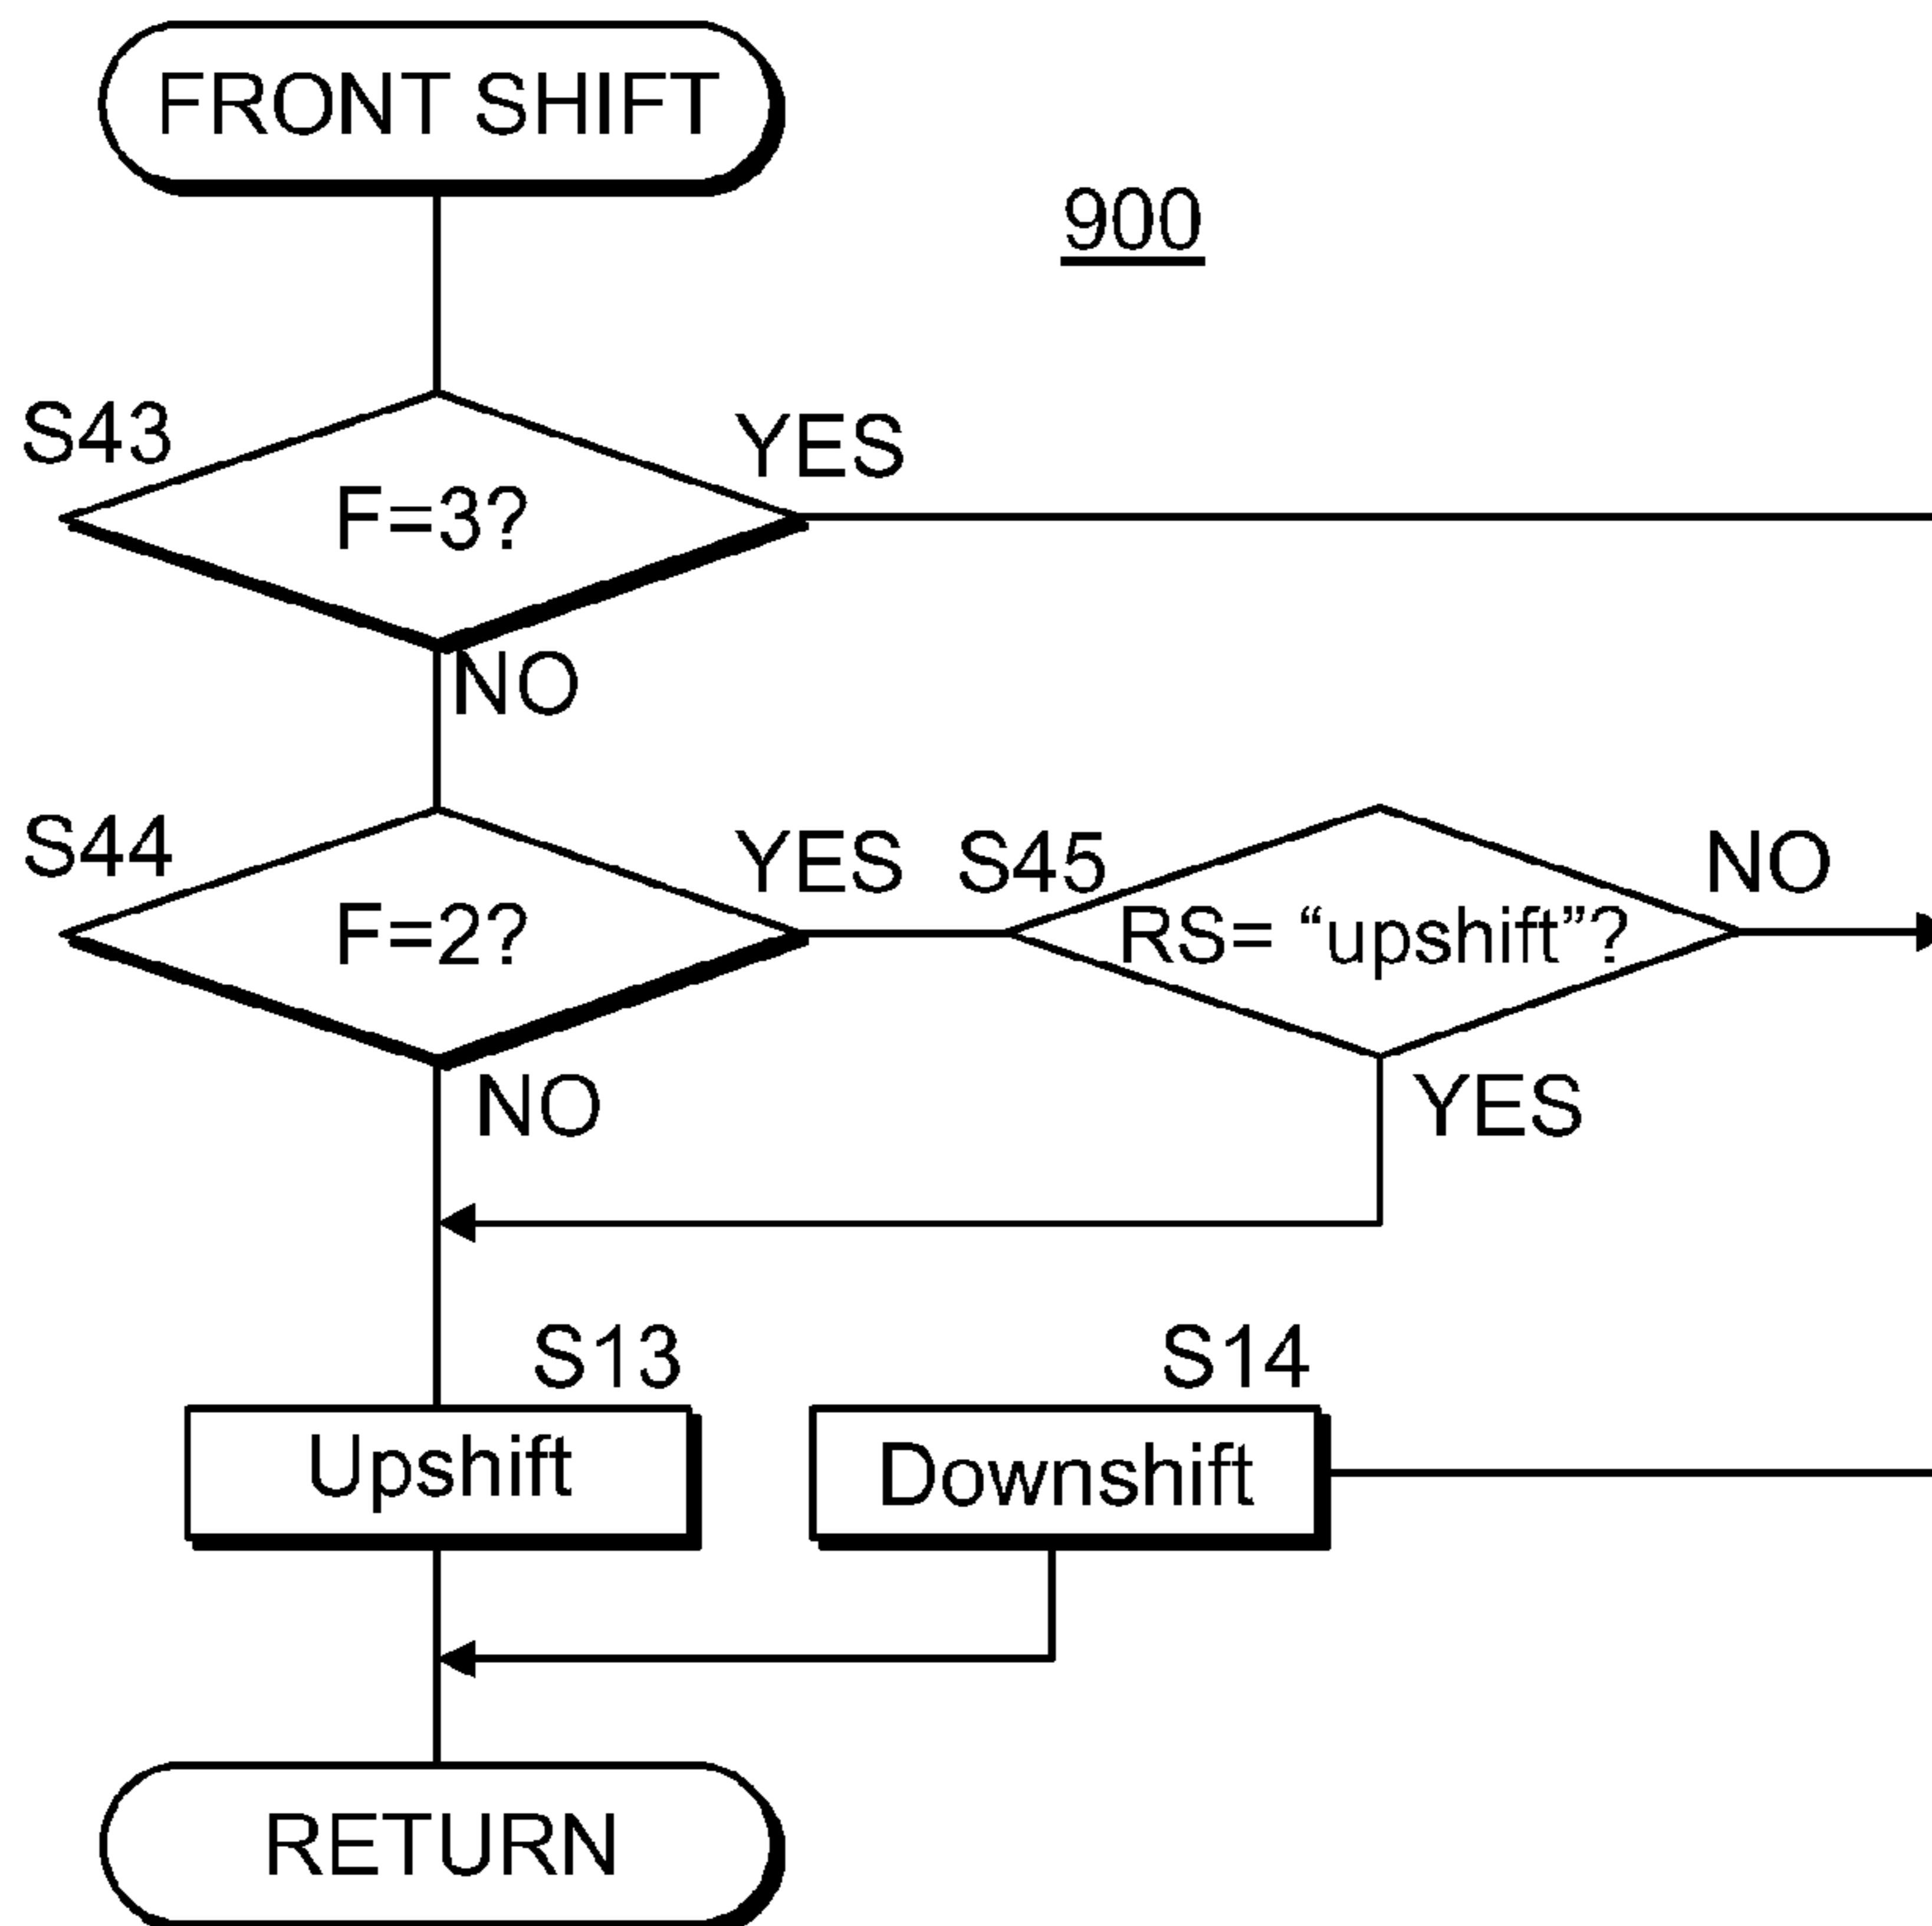 FRONT SHIFT
900
S43
YES
F=3?
NO
S44
YES
S45
NO
F=2?
RS= “upshift”?
NO
YES
S13
S14
Upshift
Downshift
RETURN